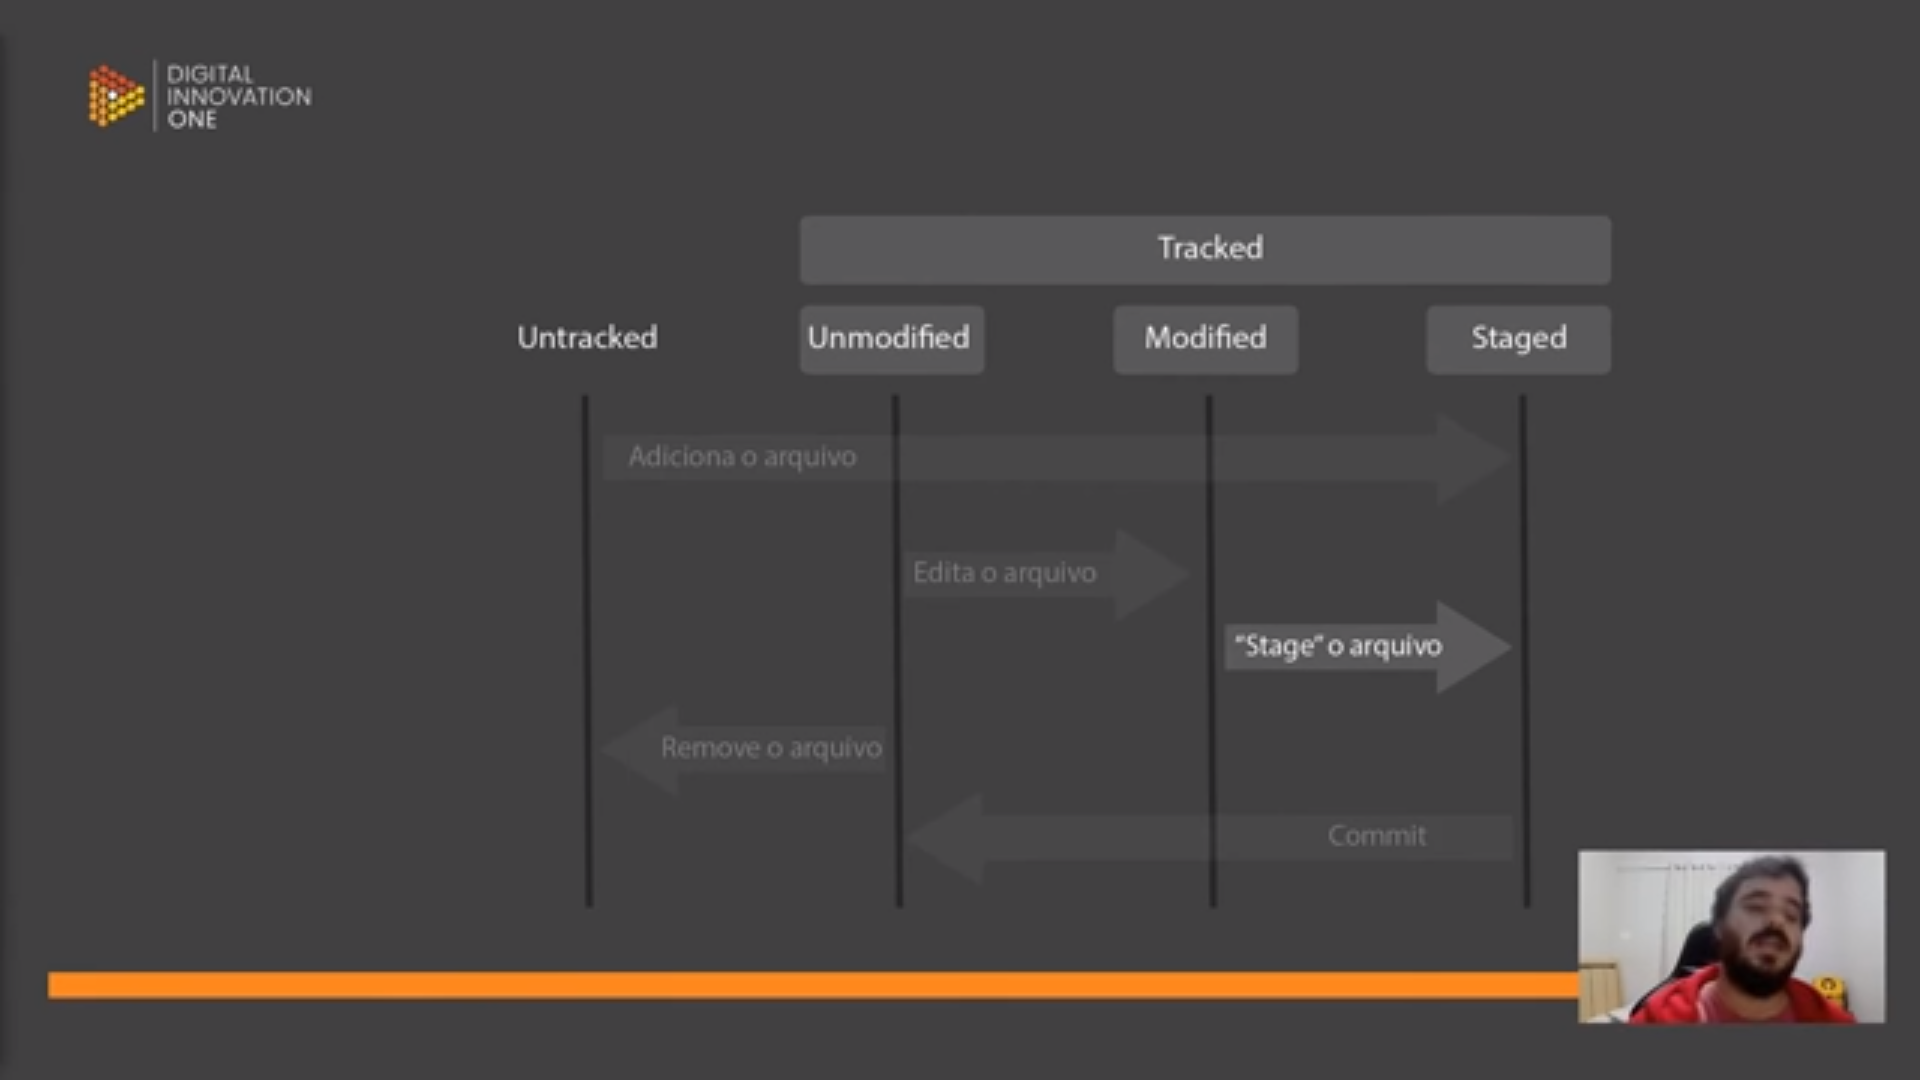 DIGITAL
INNOVATION
ONE
Tracked
Untracked
Unmodified
Modified
Staged
Adiciona o arquivo
Edita o arquivo
“Stage” o arquivo
Remove o arquivo
Commit